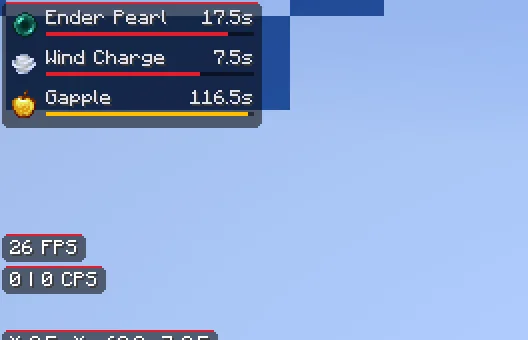 Ender Pearl 17.5s
Wind Charge 7.5s
Gapple 116.5s
26 FPS
0 | 0 CPS